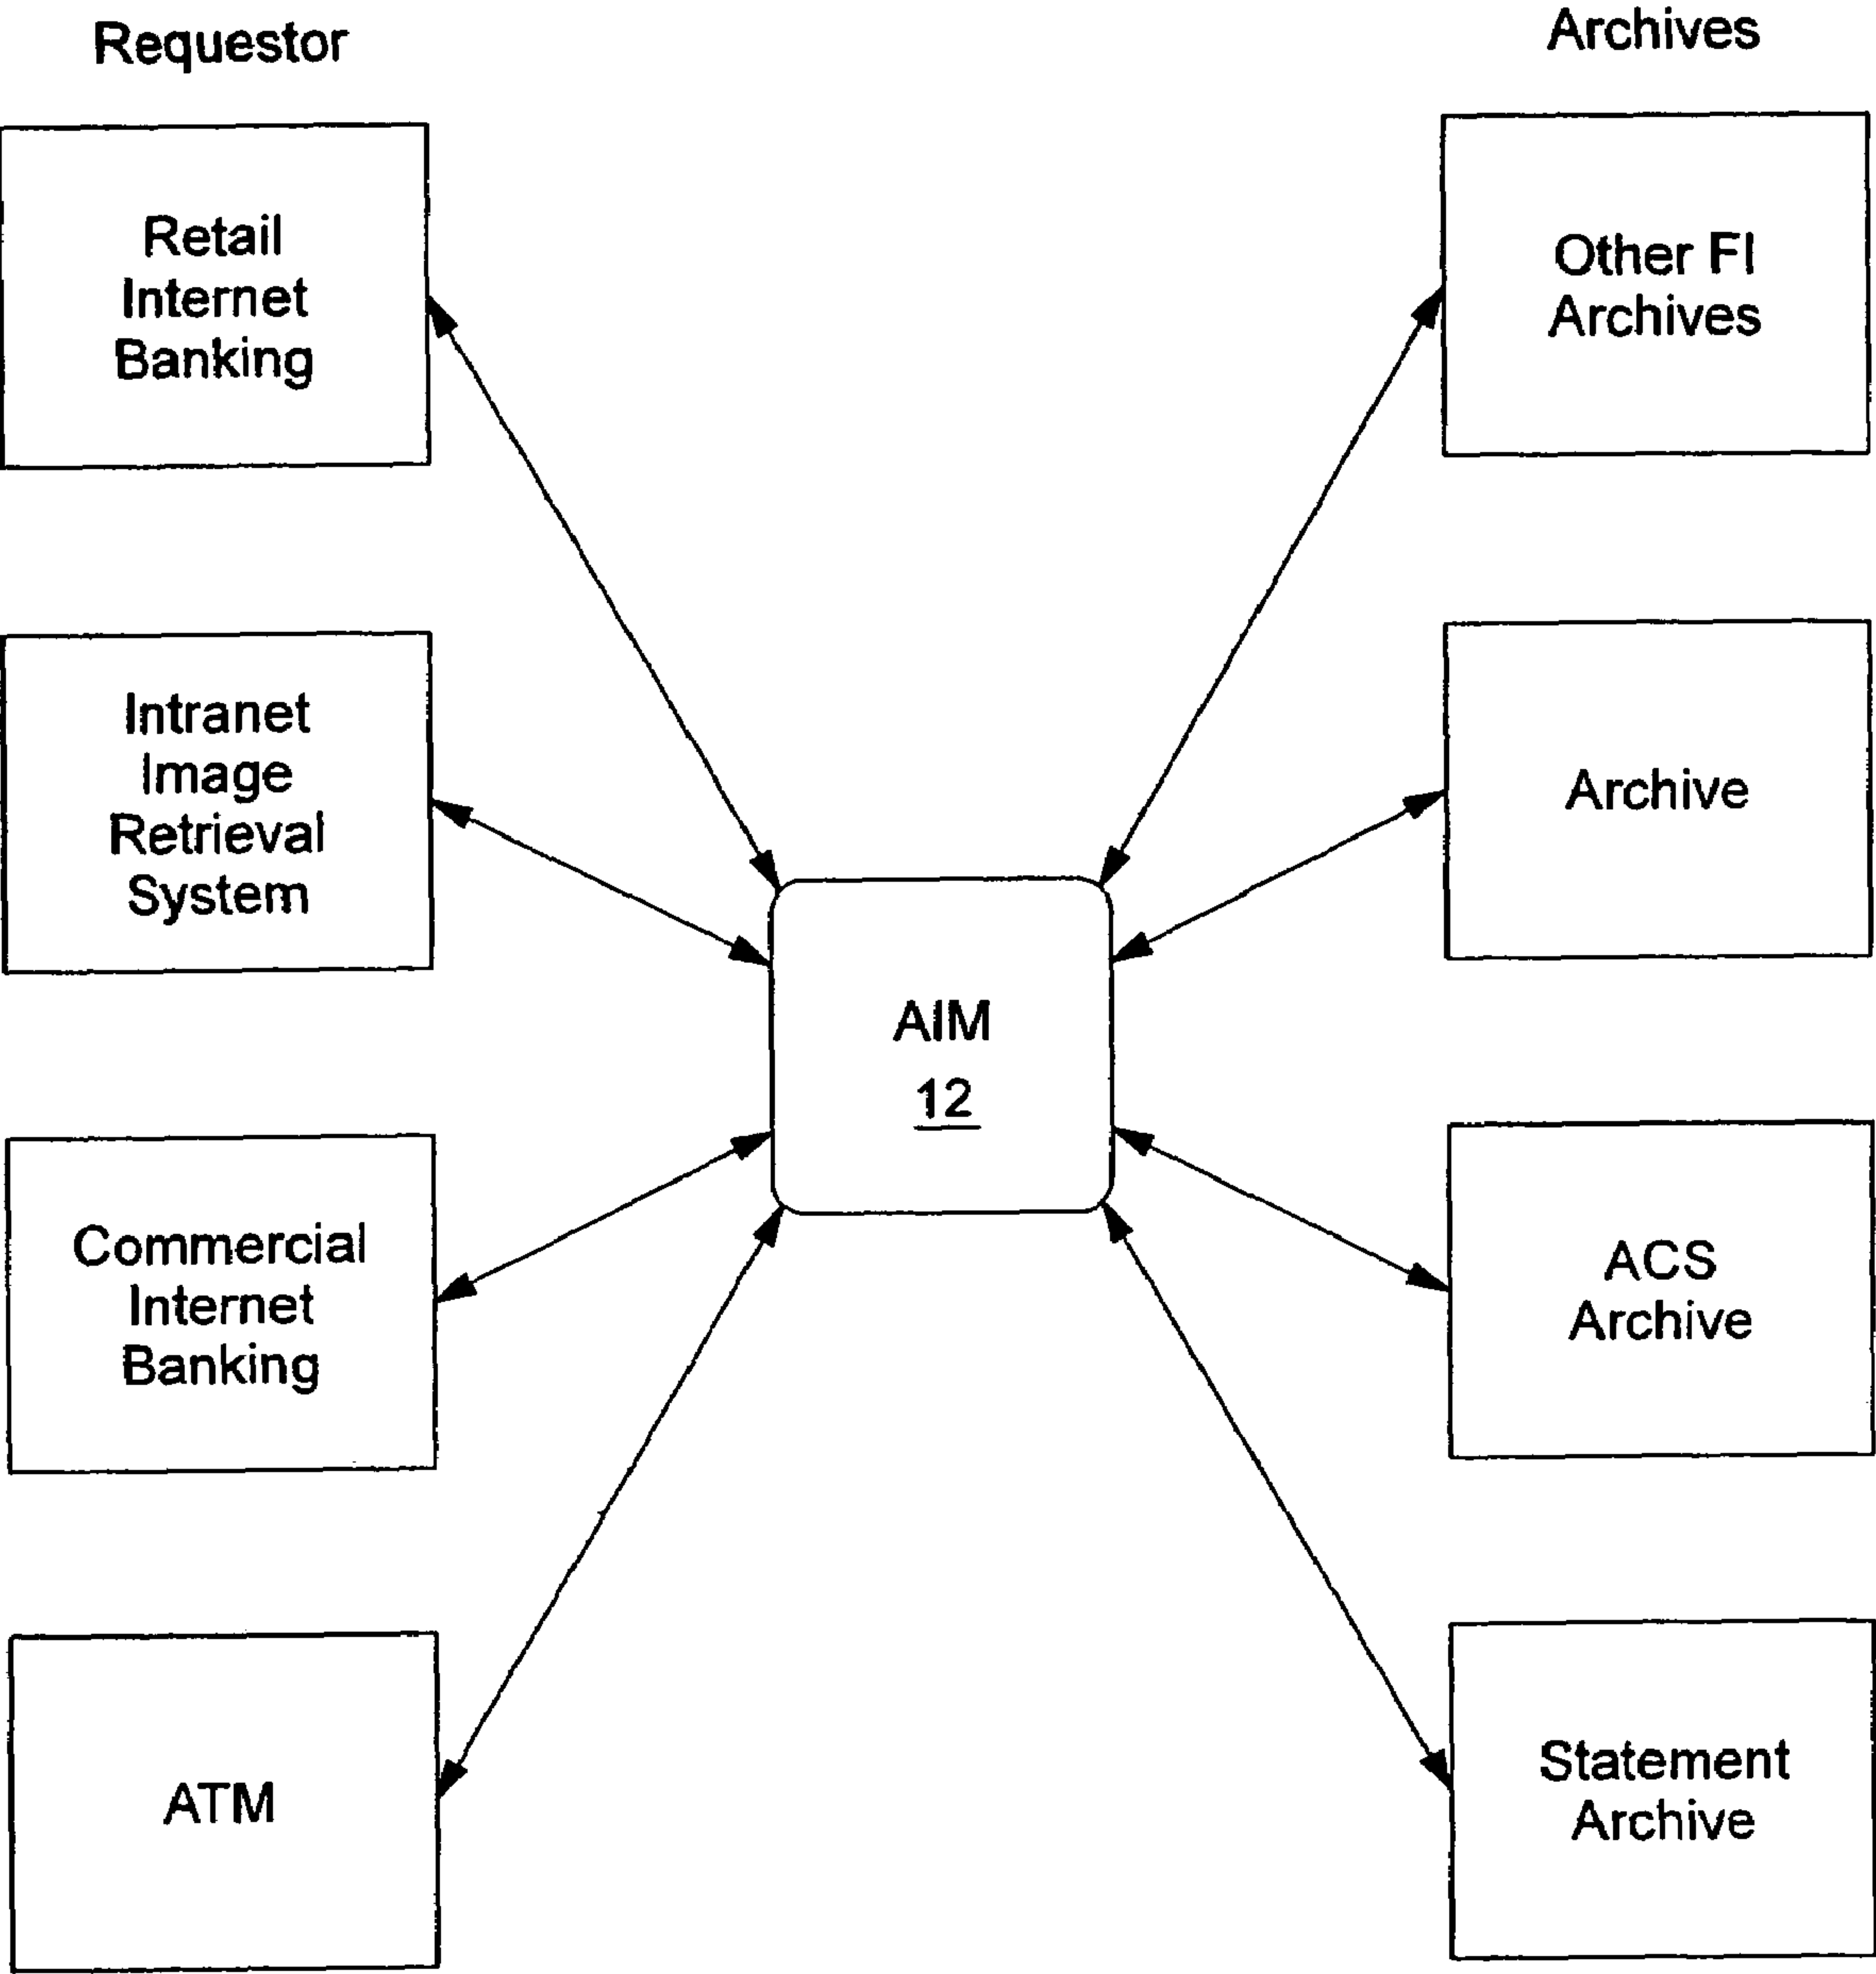 Requestor
Archives
Retail
Internet
Banking
Other FI
Archives
Intranet
Image
Retrieval
System
Archive
AIM
12
Commercial
Internet
Banking
ACS
Archive
ATM
Statement
Archive